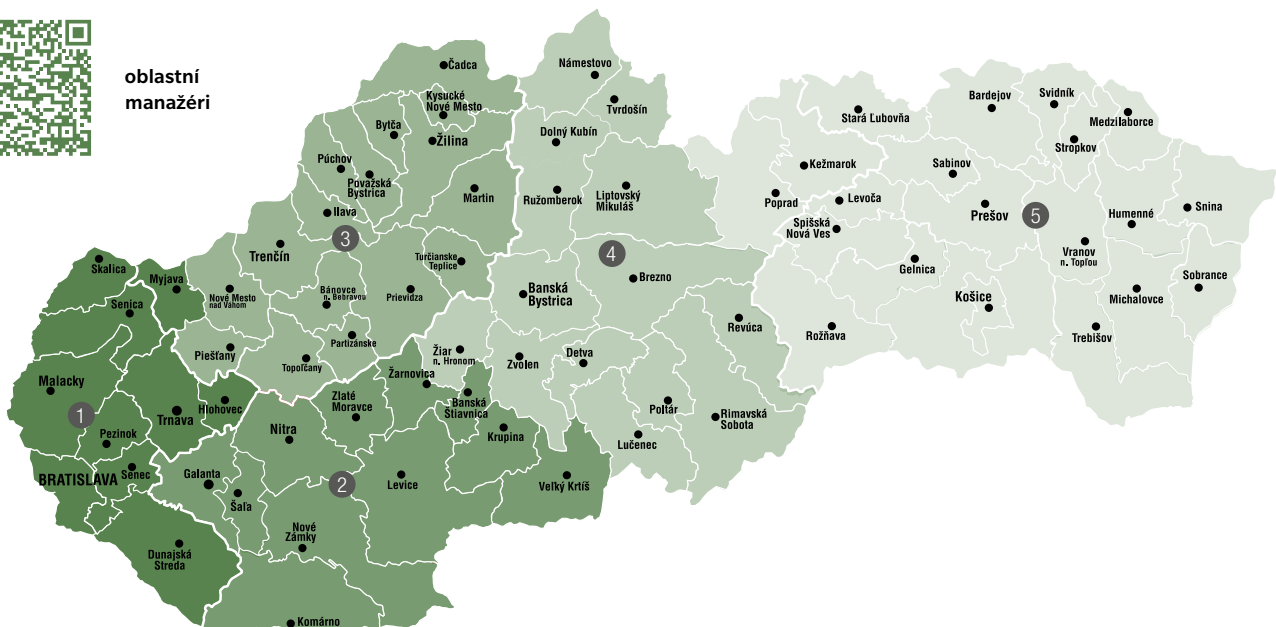 oblastní
manažéri
Čadca
Kysucké
Nové Mesto
Bytča
Žilina
Púchov
Považská
Bystrica
Martin
Ilava
3
Trenčín
Turčianske
Teplice
Nové Mesto
nad Váhom
Bánovce
n. Bebravou
Prievidza
Partizánske
Piešťany
Topoľčany
Námestovo
Tvrdošín
Dolný Kubín
Ružomberok
Liptovský
Mikuláš
4
Banská
Bystrica
Brezno
Revúca
Žiar
n. Hronom
Zvolen
Detva
Poltár
Rimavská
Sobota
Lučenec
Stará Lubovňa
Bardejov
Svidník
Medzilaborce
Stropkov
Kežmarok
Sabinov
Poprad
Levoča
Spišská
Nová Ves
Prešov
5
Humenné
Snina
Vranov
n. Topľou
Gelnica
Sobrance
Košice
Michalovce
Rožňava
Trebišov
Skalica
Myjava
Senica
Malacky
1
Trnava
Hlohovec
Pezinok
BRATISLAVA
Senec
Dunajská
Streda
Žarnovica
Zlaté
Moravce
Banská
Štiavnica
Nitra
Krupina
Galanta
2
Levice
Veľký Krtíš
Šaľa
Nové
Zámky
Komárno